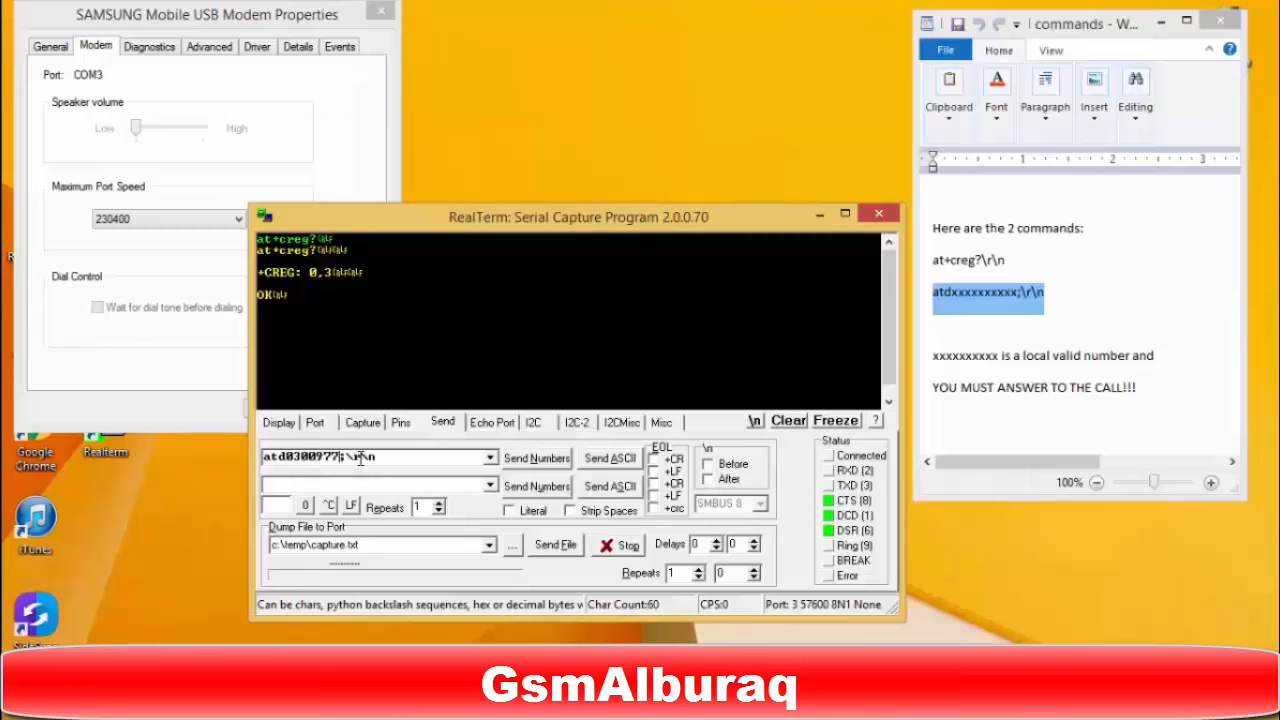 SAMSUNG Mobile USB Modem Properties
General Modem Diagnostics Advanced Driver Details Events
Port: COM3
Speaker volume
Low High
Maximum Port Speed
230400
Dial Control
Wait for dial tone before dialing
commands - W...
File Home View
Clipboard Font Paragraph Insert Editing
1 2 3
Here are the 2 commands:
at+creg?\r\n
atdxxxxxxxxxx;\r\n
xxxxxxxxxx is a local valid number and
YOU MUST ANSWER TO THE CALL!!!
100%
RealTerm: Serial Capture Program 2.0.0.70
at+creg?CRLF
at+creg?CRCRLF
+CREG: 0,3CRLFCRLF
OKCRLF
Display Port Capture Pins Send Echo Port I2C I2C-2 I2CMisc Misc \n Clear Freeze ?
atd0300977;\r\n
Send Numbers Send ASCII
Send Numbers Send ASCII
0 ^C LF Repeats 1
Literal Strip Spaces
EOL
+CR
+LF
+CR
+LF
+crc
\n
Before
After
SMBUS 8
Dump File to Port
c:\temp\capture.txt
... Send File Stop Delays 0 0
Repeats 1 0
Status
Connected
RXD (2)
TXD (3)
CTS (8)
DCD (1)
DSR (6)
Ring (9)
BREAK
Error
Can be chars, python backslash sequences, hex or decimal bytes w Char Count:60 CPS:0 Port: 3 57600 8N1 None
Google
Chrome
Realterm
iTunes
GsmAlburaq